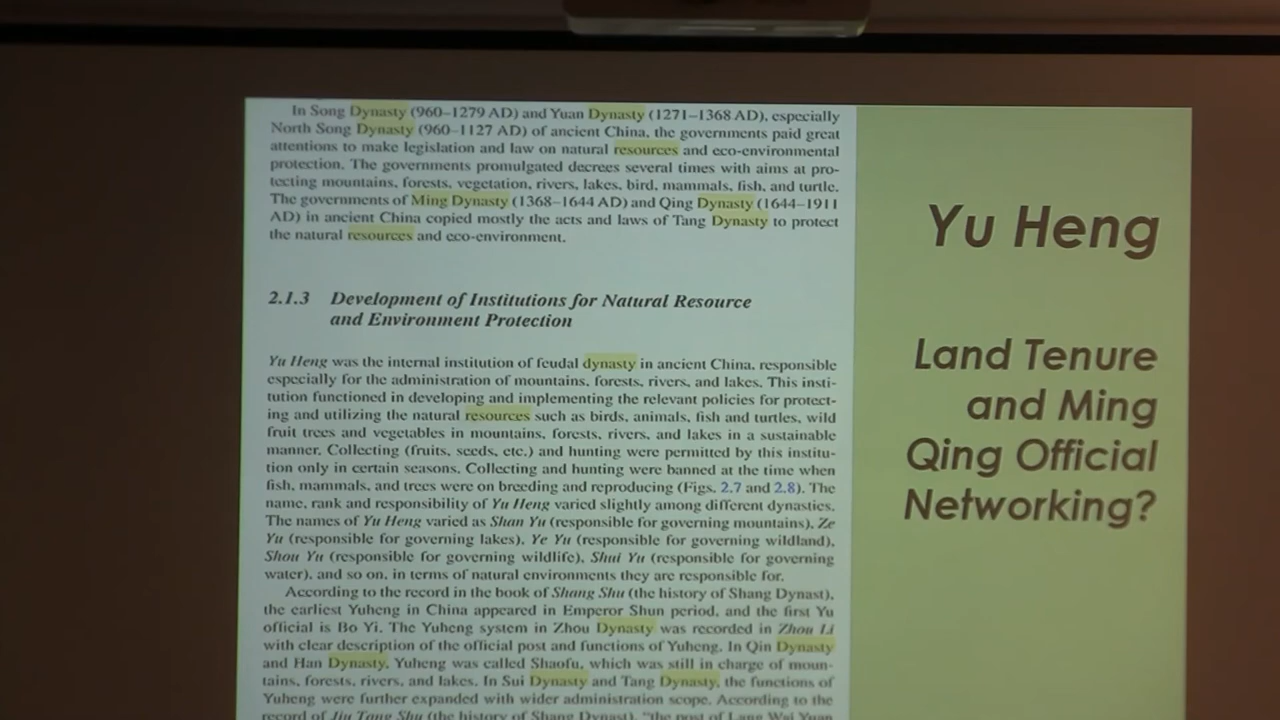 In Song Dynasty (960–1279 AD) and Yuan Dynasty (1271–1368 AD), especially
North Song Dynasty (960–1127 AD) of ancient China, the governments paid great
attentions to make legislation and law on natural resources and eco-environmental
protection. The governments promulgated decrees several times with aims at pro-
tecting mountains, forests, vegetation, rivers, lakes, bird, mammals, fish, and turtle.
The governments of Ming Dynasty (1368–1644 AD) and Qing Dynasty (1644–1911
AD) in ancient China copied mostly the acts and laws of Tang Dynasty to protect
the natural resources and eco-environment.
2.1.3 Development of Institutions for Natural Resource
and Environment Protection
Yu Heng was the internal institution of feudal dynasty in ancient China, responsible
especially for the administration of mountains, forests, rivers, and lakes. This insti-
tution functioned in developing and implementing the relevant policies for protect-
ing and utilizing the natural resources such as birds, animals, fish and turtles, wild
fruit trees and vegetables in mountains, forests, rivers, and lakes in a sustainable
manner. Collecting (fruits, seeds, etc.) and hunting were permitted by this institu-
tion only in certain seasons. Collecting and hunting were banned at the time when
fish, mammals, and trees were on breeding and reproducing (Figs. 2.7 and 2.8). The
name, rank and responsibility of Yu Heng varied slightly among different dynasties.
The names of Yu Heng varied as Shan Yu (responsible for governing mountains), Ze
Yu (responsible for governing lakes), Ye Yu (responsible for governing wildland),
Shou Yu (responsible for governing wildlife), Shui Yu (responsible for governing
water), and so on, in terms of natural environments they are responsible for.
According to the record in the book of Shang Shu (the history of Shang Dynast),
the earliest Yuheng in China appeared in Emperor Shun period, and the first Yu
official is Bo Yi. The Yuheng system in Zhou Dynasty was recorded in Zhou Li
with clear description of the official post and functions of Yuheng. In Qin Dynasty
and Han Dynasty, Yuheng was called Shaofu, which was still in charge of moun-
tains, forests, rivers, and lakes. In Sui Dynasty and Tang Dynasty, the functions of
Yuheng were further expanded with wider administration scope. According to the
record of Jiu Tang Shu (the history of Shang Dynast), "the post of Lang Wai Yuan
Yu Heng
Land Tenure
and Ming
Qing Official
Networking?